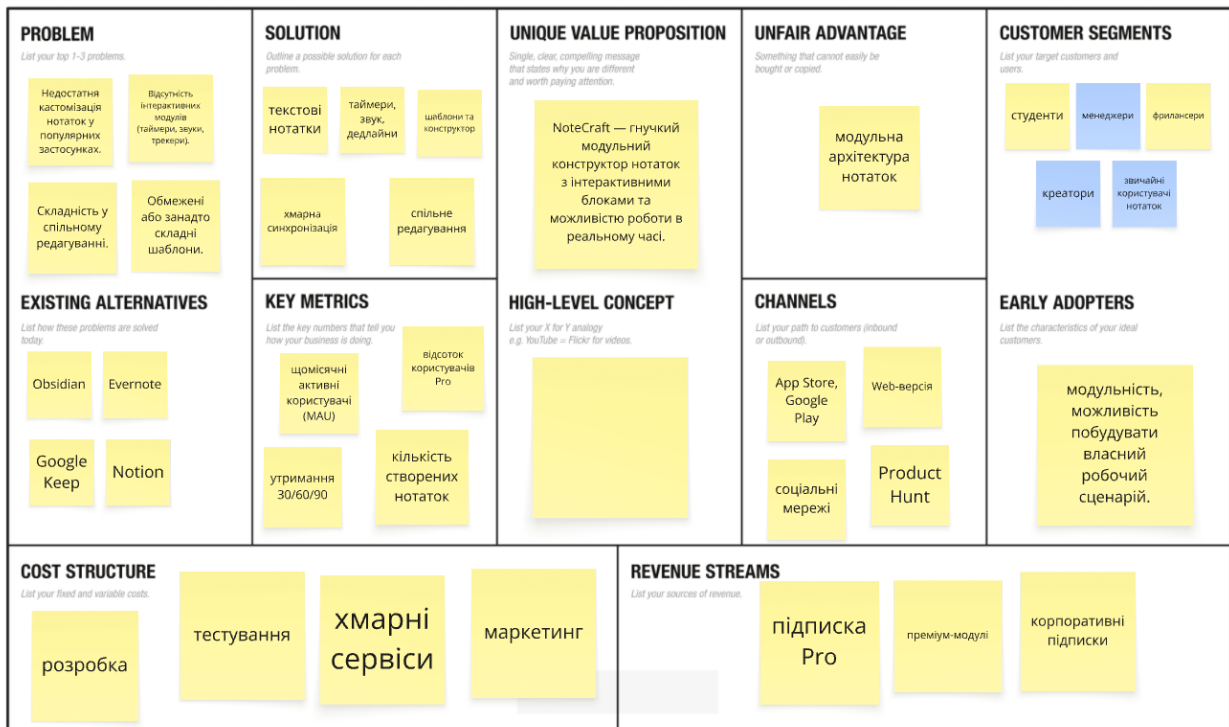 PROBLEM
List your top 1-3 problems.
Недостатня
кастомізація
нотаток у
популярних
застосунках.
Відсутність
інтерактивних
модулів
(таймери, звуки,
трекери).
Складність у
спільному
редагуванні.
Обмежені
або занадто
складні
шаблони.
EXISTING ALTERNATIVES
List how these problems are solved
today.
Obsidian
Evernote
Google
Keep
Notion
SOLUTION
Outline a possible solution for each
problem.
текстові
нотатки
таймери,
звук,
дедлайни
шаблони та
конструктор
хмарна
синхронізація
спільне
редагування
KEY METRICS
List the key numbers that tell you
how your business is doing.
щомісячні
активні
користувачі
(MAU)
відсоток
користувачів
Pro
утримання
30/60/90
кількість
створених
нотаток
UNIQUE VALUE PROPOSITION
Single, clear, compelling message
that states why you are different
and worth paying attention.
NoteCraft — гнучкий
модульний
конструктор нотаток
з інтерактивними
блоками та
можливістю роботи в
реальному часі.
HIGH-LEVEL CONCEPT
List your X for Y analogy
e.g. YouTube = Flickr for videos.
UNFAIR ADVANTAGE
Something that cannot easily be
bought or copied.
модульна
архітектура
нотаток
CHANNELS
List your path to customers (inbound
or outbound).
App Store,
Google
Play
Web-версія
соціальні
мережі
Product
Hunt
CUSTOMER SEGMENTS
List your target customers and
users.
студенти
менеджери
фрилансери
креатори
звичайні
користувачі
нотаток
EARLY ADOPTERS
List the characteristics of your ideal
customers.
модульність,
можливість
побудувати
власний
робочий
сценарій.
COST STRUCTURE
List your fixed and variable costs.
розробка
тестування
хмарні
сервіси
маркетинг
REVENUE STREAMS
List your sources of revenue.
підписка
Pro
преміум-модулі
корпоративні
підписки